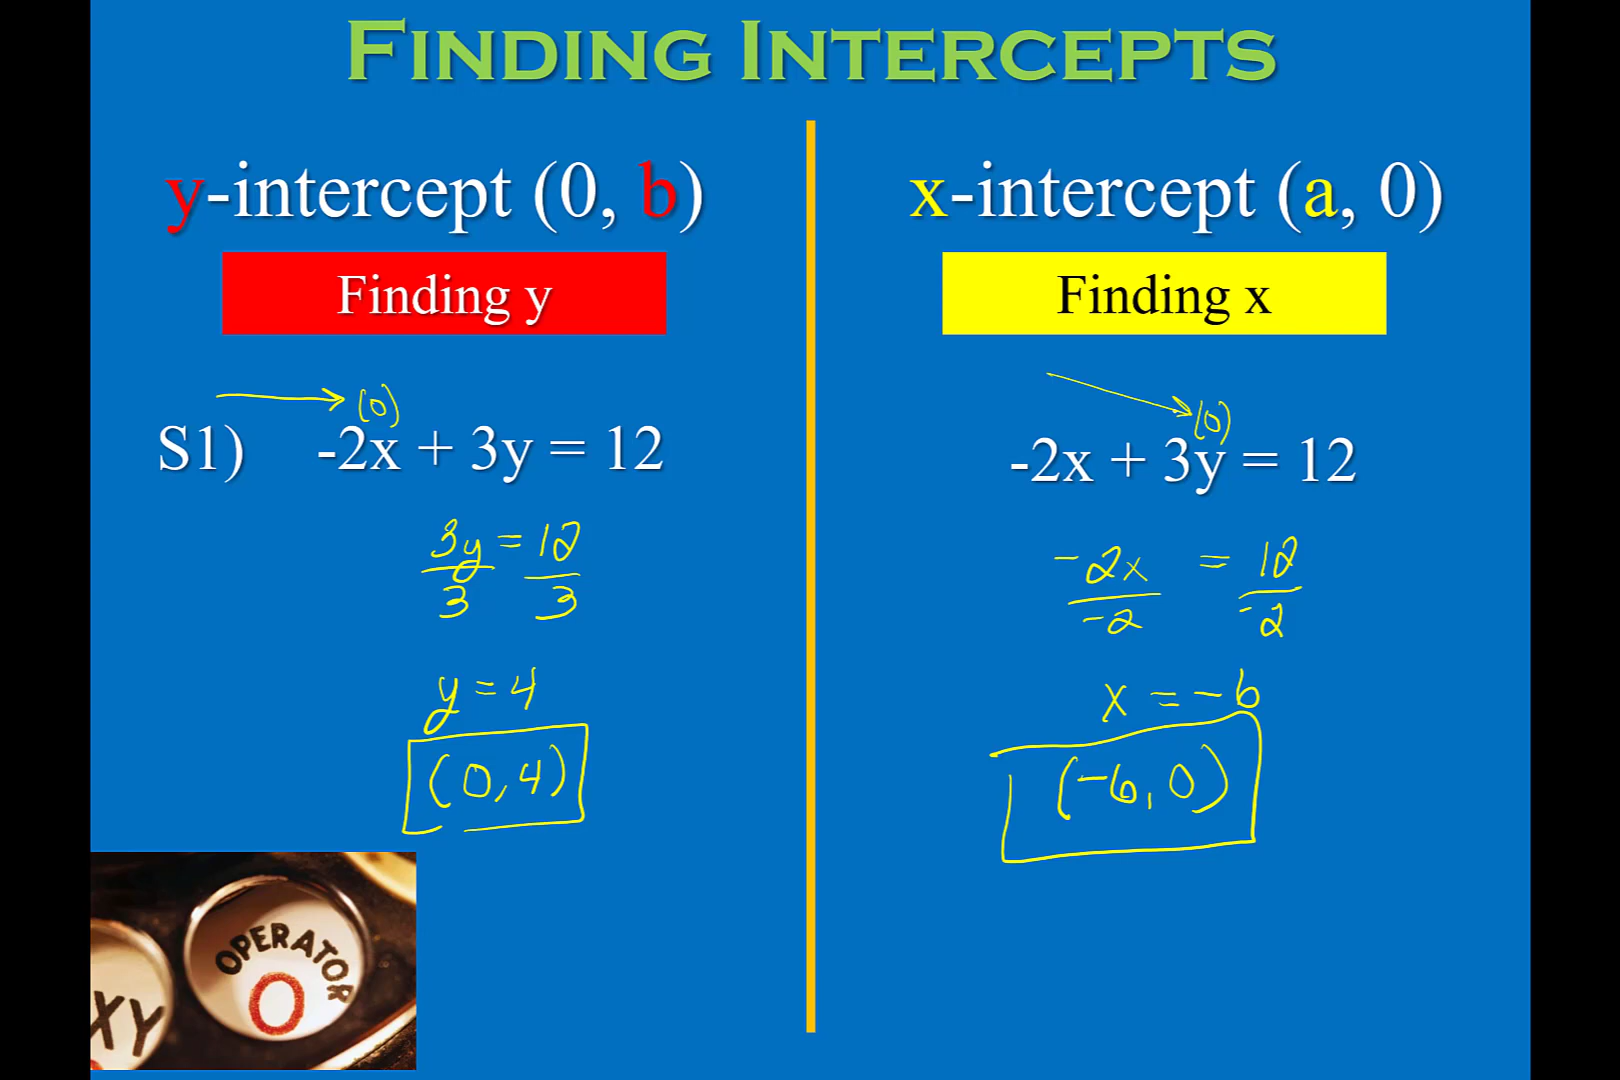 FINDING INTERCEPTS
y-intercept (0, b)
Finding y
(0)
S1) -2x + 3y = 12
3y = 12
3 3
y = 4
(0, 4)
x-intercept (a, 0)
Finding x
(0)
-2x + 3y = 12
-2x = 12
-2 -2
x = -6
(-6, 0)
OPERATOR
0
XY